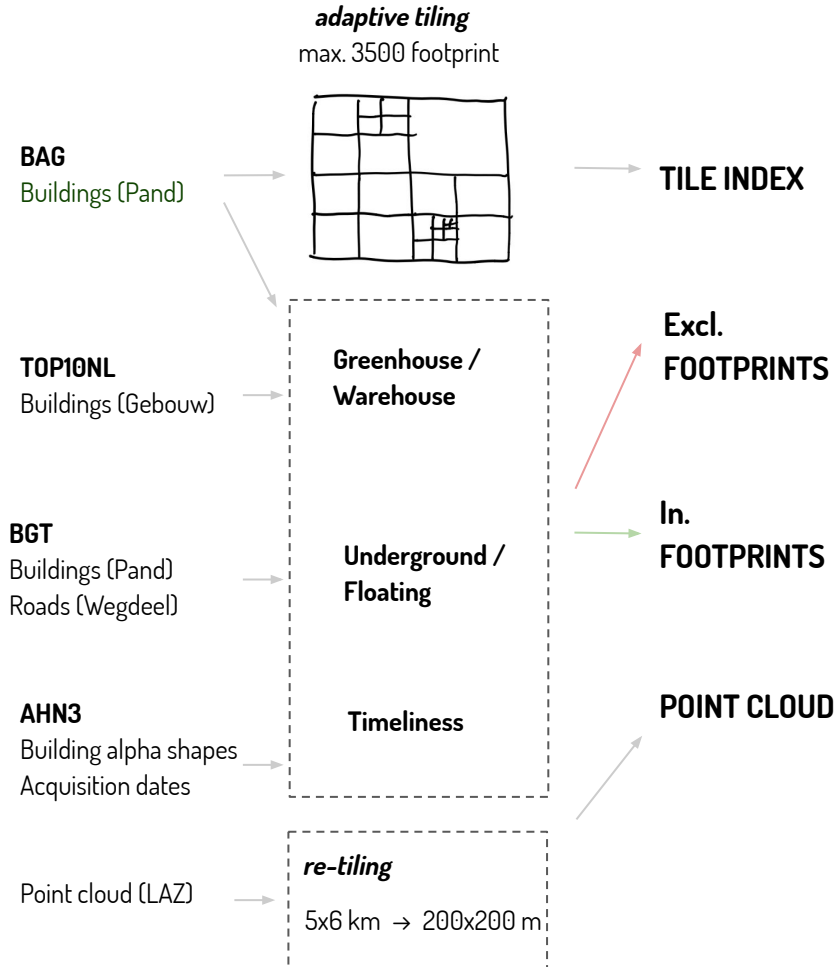 adaptive tiling
max. 3500 footprint
BAG
Buildings (Pand)
TILE INDEX
Excl.
FOOTPRINTS
TOP10NL
Buildings (Gebouw)
Greenhouse /
Warehouse
In.
FOOTPRINTS
BGT
Buildings (Pand)
Roads (Wegdeel)
Underground /
Floating
AHN3
Building alpha shapes
Acquisition dates
Timeliness
POINT CLOUD
Point cloud (LAZ)
re-tiling
5x6 km → 200x200 m